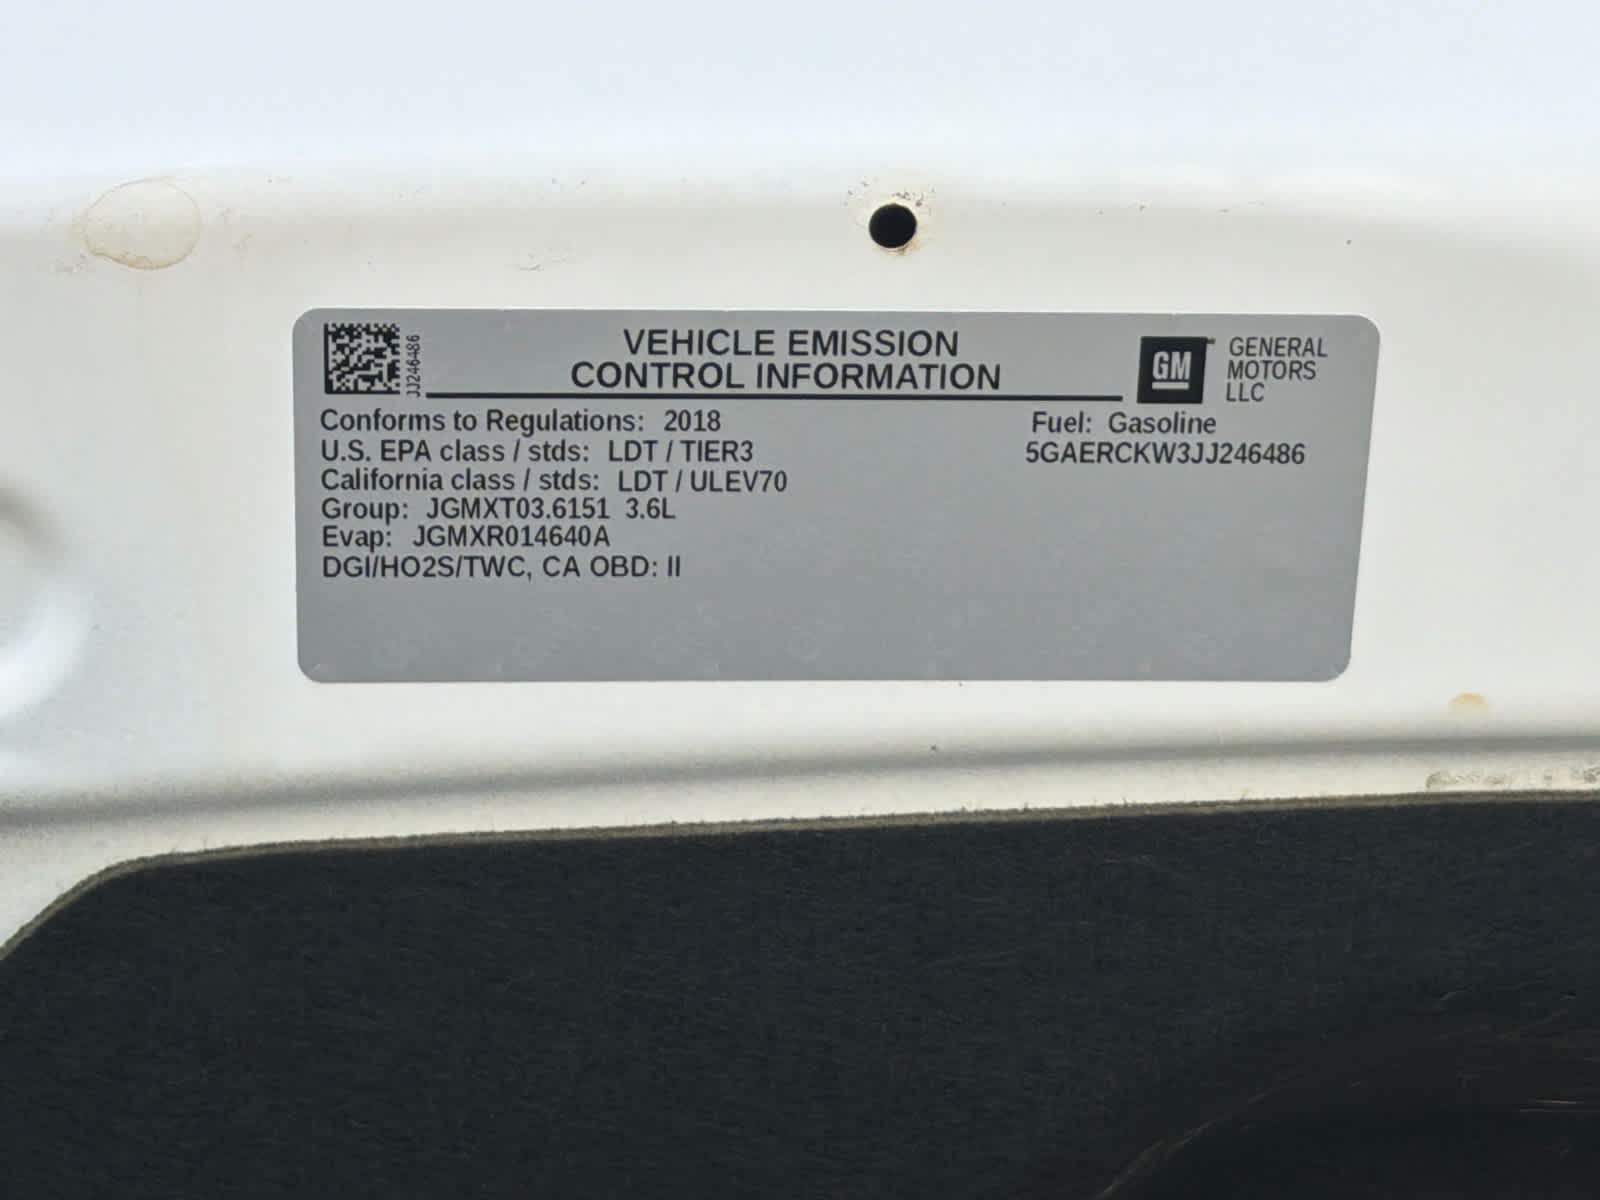 JJ246486
VEHICLE EMISSION
CONTROL INFORMATION
GM
GENERAL
MOTORS
LLC
Conforms to Regulations: 2018
Fuel: Gasoline
U.S. EPA class / stds: LDT / TIER3
5GAERCKW3JJ246486
California class / stds: LDT / ULEV70
Group: JGMXT03.6151 3.6L
Evap: JGMXR014640A
DGI/HO2S/TWC, CA OBD: II